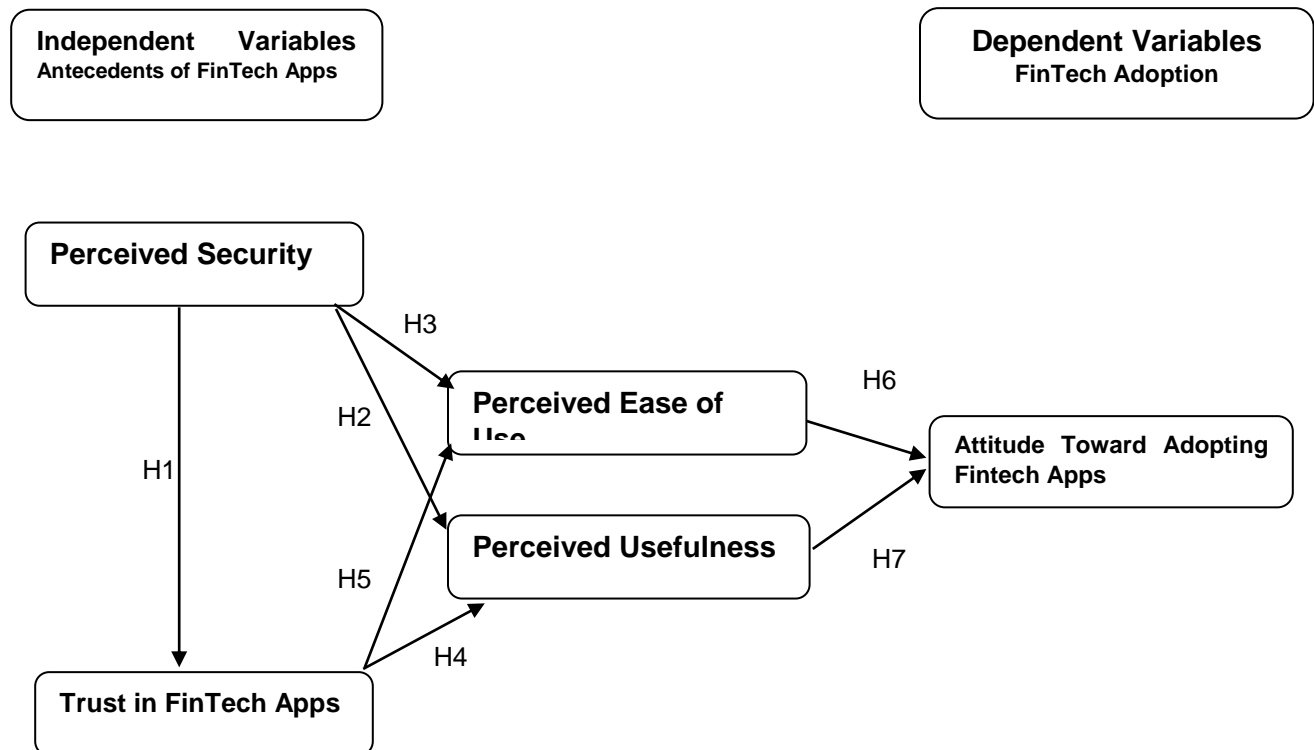 Independent Variables
Antecedents of FinTech Apps
Dependent Variables
FinTech Adoption
Perceived Security
H3
H6
Perceived Ease of
Use
H2
Attitude Toward Adopting
Fintech Apps
H1
Perceived Usefulness
H7
H5
H4
Trust in FinTech Apps